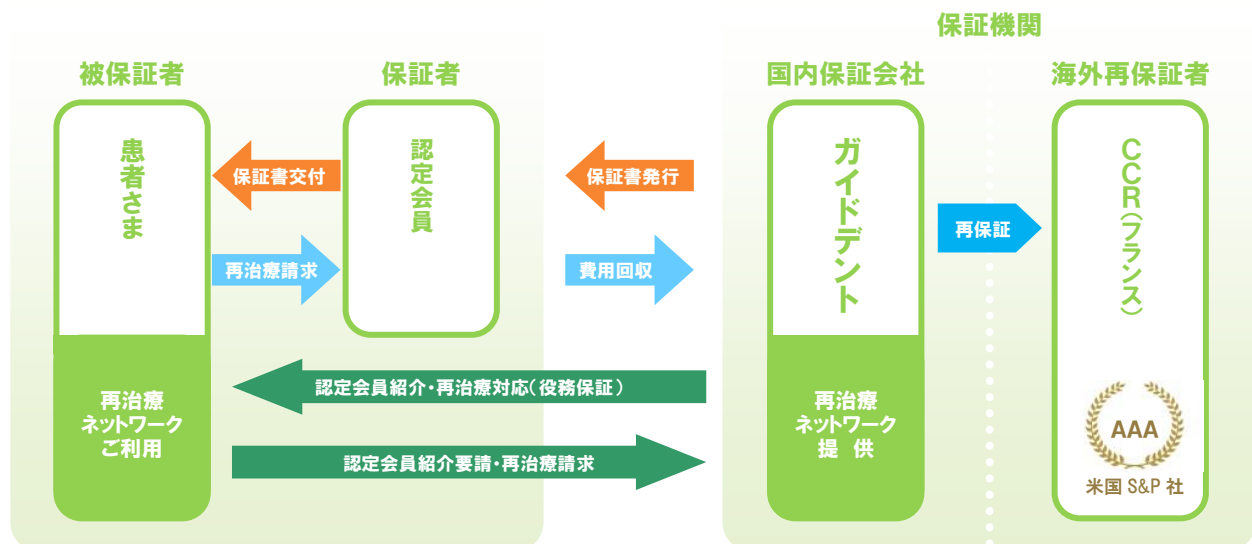 保証機関
被保証者
保証者
国内保証会社
海外再保証者
患者さま
認定会員
ガイドデント
CCR(フランス)
保証書交付
保証書発行
再保証
再治療請求
費用回収
認定会員紹介・再治療対応(役務保証)
認定会員紹介要請・再治療請求
再治療
ネットワーク
ご利用
再治療
ネットワーク
提 供
AAA
米国 S&P 社